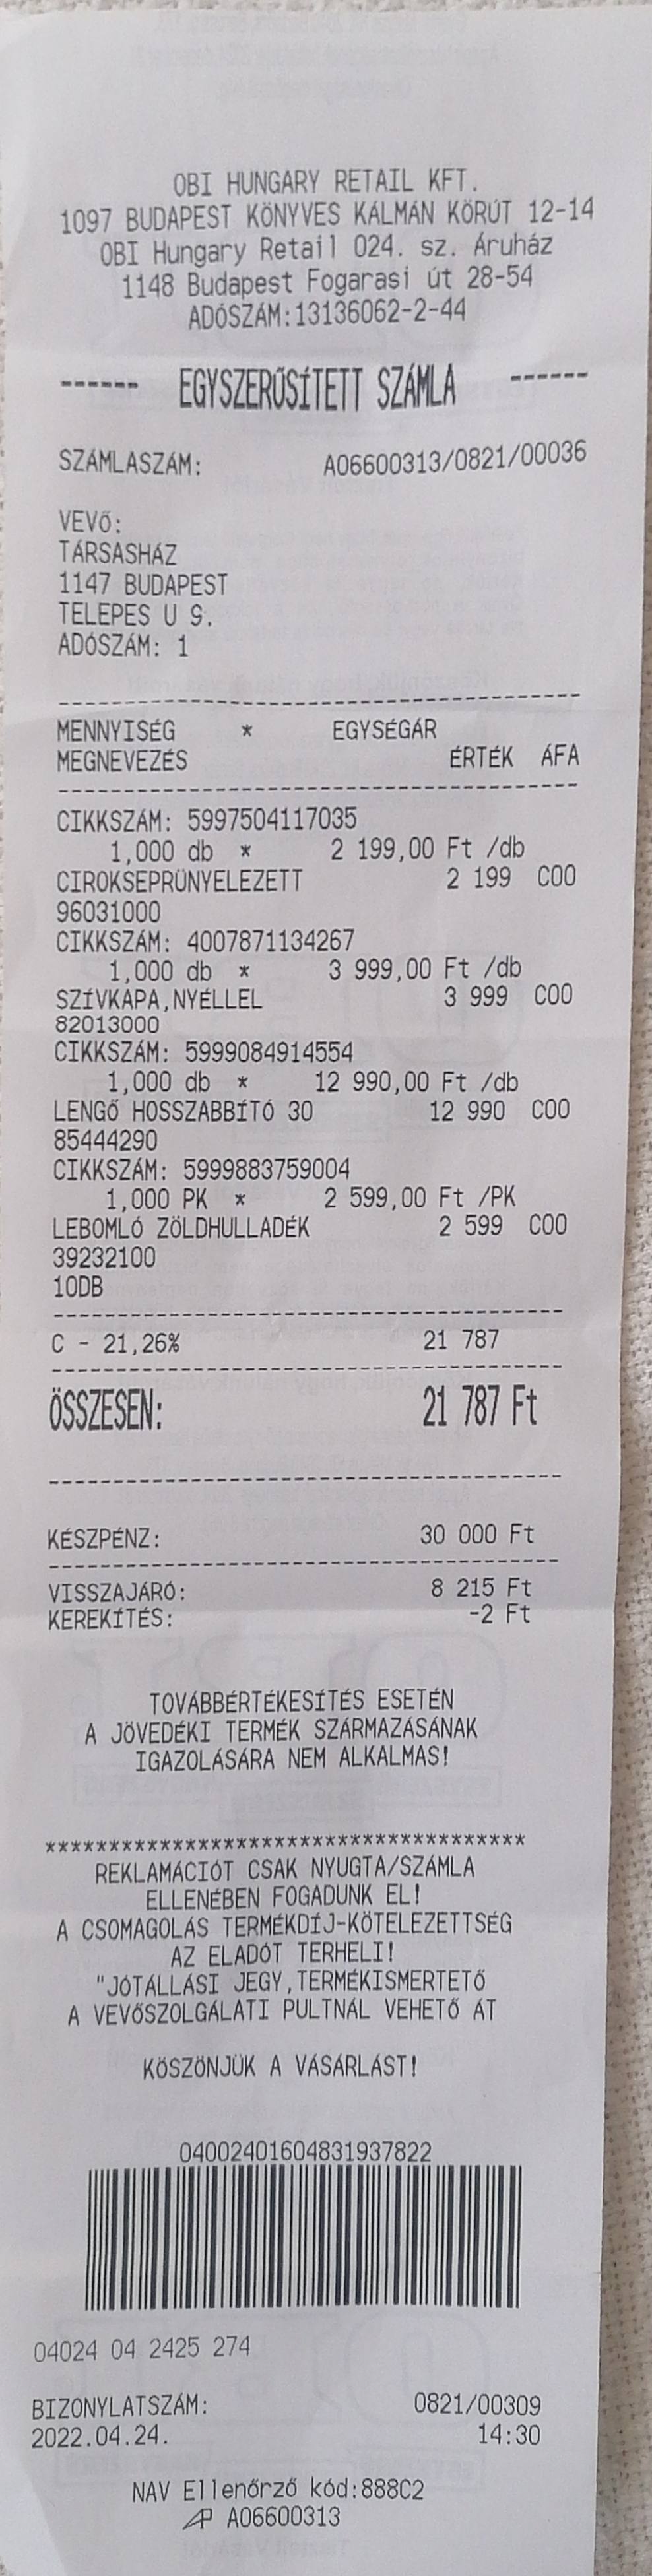 OBI HUNGARY RETAIL KFT.
1097 BUDAPEST KÖNYVES KÁLMÁN KÖRÚT 12-14
OBI Hungary Retail 024. sz. Áruház
1148 Budapest Fogarasi út 28-54
ADÓSZÁM:13136062-2-44
------ EGYSZERŰSÍTETT SZÁMLA ------
SZÁMLASZÁM: A06600313/0821/00036
VEVŐ:
TÁRSASHÁZ
1147 BUDAPEST
TELEPES U 9.
ADÓSZÁM: 1
MENNYISÉG * EGYSÉGÁR
MEGNEVEZÉS ÉRTÉK ÁFA
CIKKSZÁM: 5997504117035
1,000 db * 2 199,00 Ft /db
CIROKSEPRŰNYELEZETT 2 199 C00
96031000
CIKKSZÁM: 4007871134267
1,000 db * 3 999,00 Ft /db
SZÍVKAPA,NYÉLLEL 3 999 C00
82013000
CIKKSZÁM: 5999084914554
1,000 db * 12 990,00 Ft /db
LENGŐ HOSSZABBÍTÓ 30 12 990 C00
85444290
CIKKSZÁM: 5999883759004
1,000 PK * 2 599,00 Ft /PK
LEBOMLÓ ZÖLDHULLADÉK 2 599 C00
39232100
10DB
C - 21,26% 21 787
ÖSSZESEN: 21 787 Ft
KÉSZPÉNZ: 30 000 Ft
VISSZAJÁRÓ: 8 215 Ft
KEREKÍTÉS: -2 Ft
TOVÁBBÉRTÉKESÍTÉS ESETÉN
A JÖVEDÉKI TERMÉK SZÁRMAZÁSÁNAK
IGAZOLÁSÁRA NEM ALKALMAS!
***************************************
REKLAMÁCIÓT CSAK NYUGTA/SZÁMLA
ELLENÉBEN FOGADUNK EL!
A CSOMAGOLÁS TERMÉKDÍJ-KÖTELEZETTSÉG
AZ ELADÓT TERHELI!
"JÓTÁLLÁSI JEGY,TERMÉKISMERTETŐ
A VEVŐSZOLGÁLATI PULTNÁL VEHETŐ ÁT
KÖSZÖNJÜK A VÁSÁRLÁST!
04002401604831937822
04024 04 2425 274
BIZONYLATSZÁM: 0821/00309
2022.04.24. 14:30
NAV Ellenőrző kód:888C2
AP A06600313